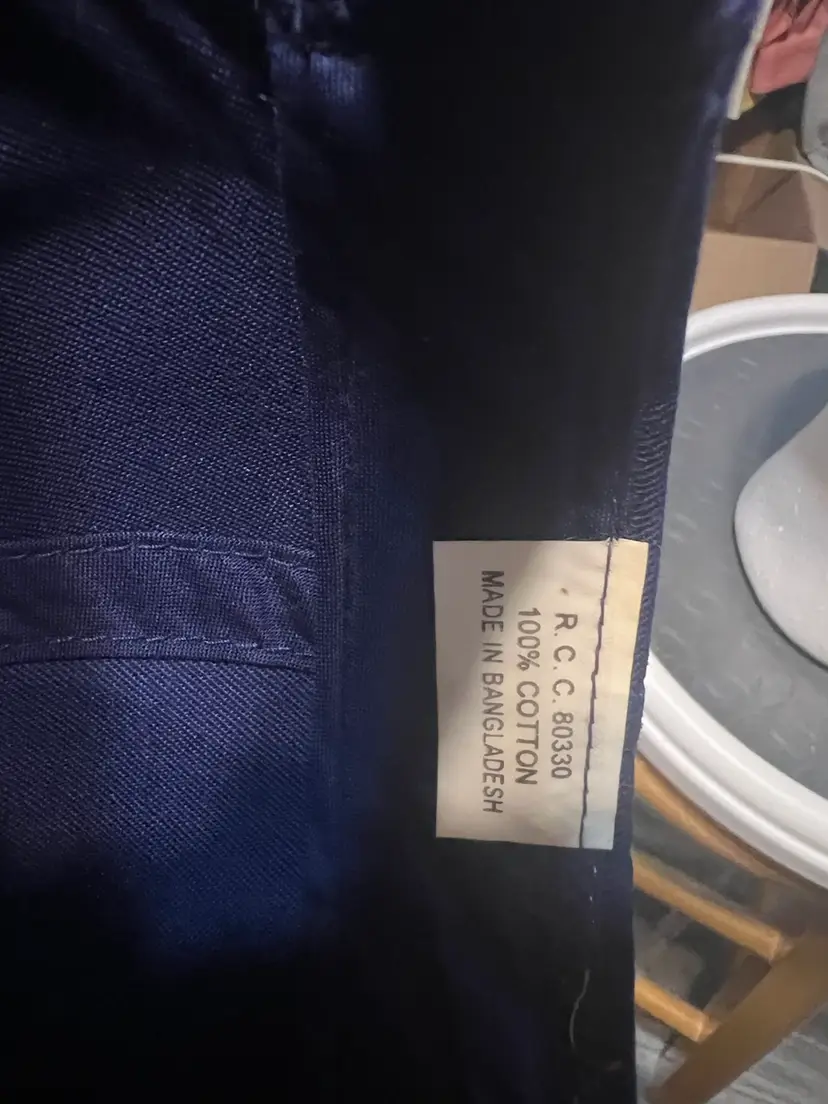 R. C. C. 80330
100% COTTON
MADE IN BANGLADESH